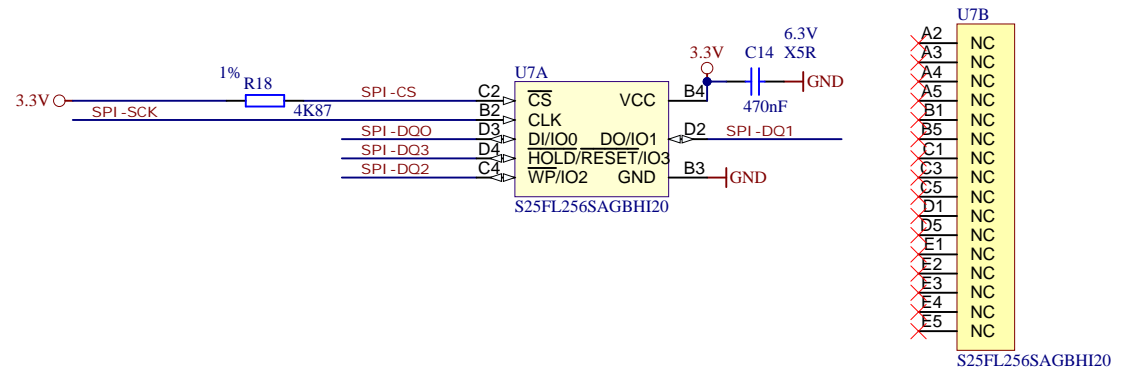 1%
R18
3.3V
SPI-CS
4K87
SPI-SCK
SPI-DQ0
SPI-DQ3
SPI-DQ2
U7A
C2
B2
D3
D4
C4
CS
CLK
DI/IO0
HOLD/RESET/IO3
WP/IO2
VCC
DO/IO1
GND
B4
D2
B3
S25FL256SAGBHI20
3.3V
C14
6.3V
X5R
470nF
GND
SPI-DQ1
GND
U7B
A2 NC
A3 NC
A4 NC
A5 NC
B1 NC
B5 NC
C1 NC
C3 NC
C5 NC
D1 NC
D5 NC
E1 NC
E2 NC
E3 NC
E4 NC
E5 NC
S25FL256SAGBHI20